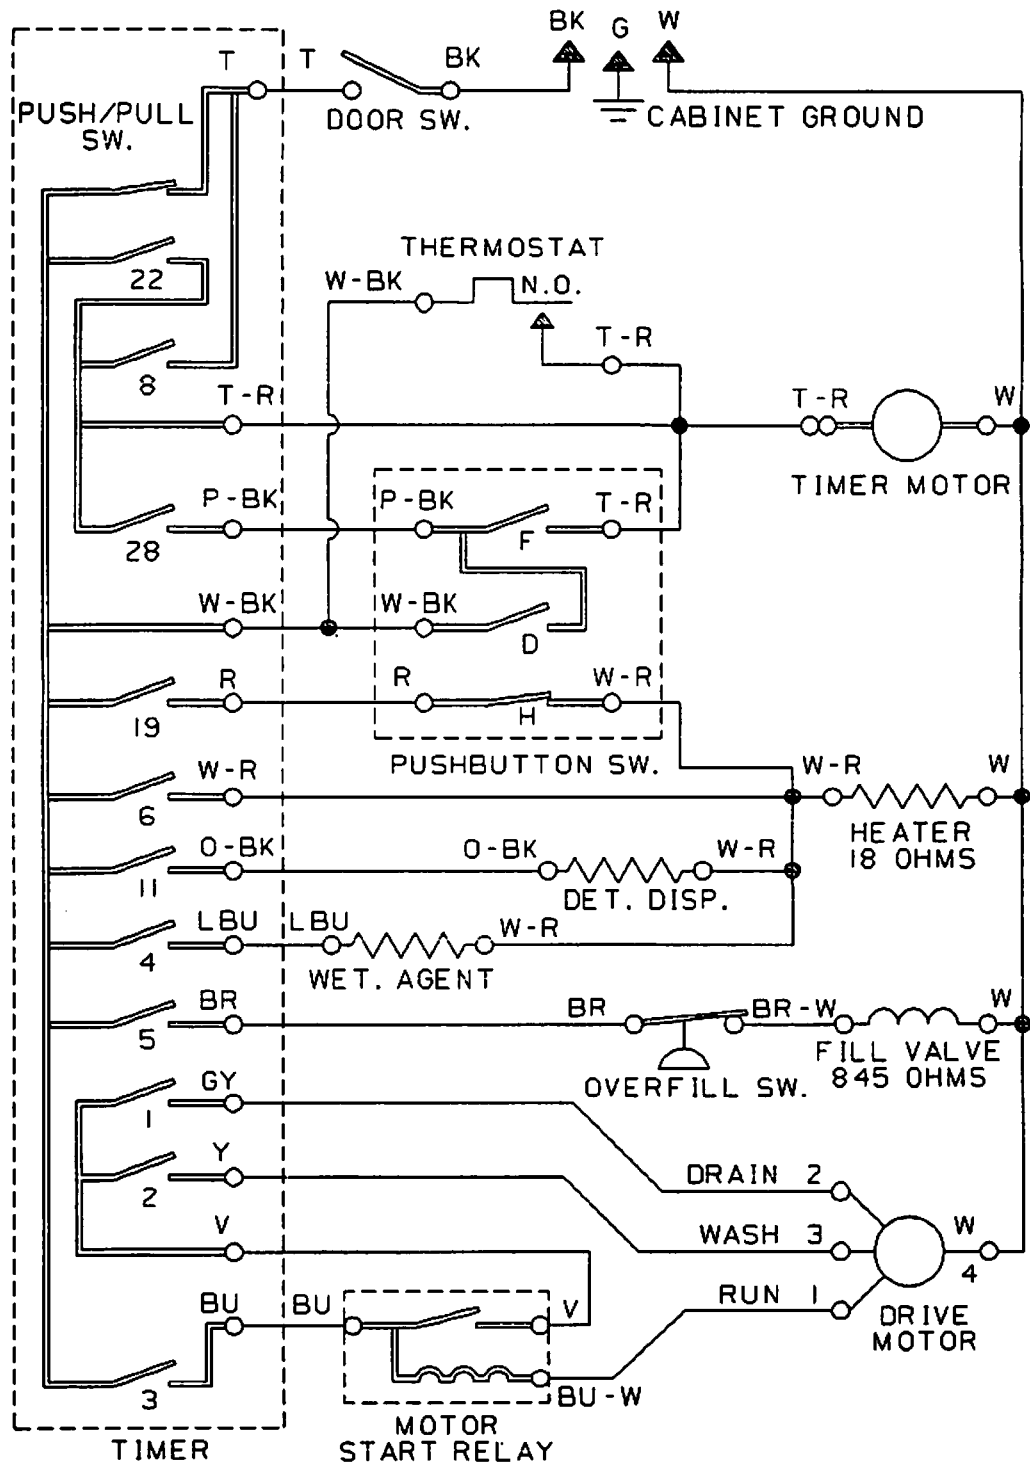 BK G W
T T BK
PUSH/PULL
SW.
DOOR SW.
CABINET GROUND
THERMOSTAT
22
W-BK N.O.
T-R
8
T-R
T-R W
TIMER MOTOR
P-BK P-BK T-R
28 F
W-BK W-BK
D
R R W-R
19 H
PUSHBUTTON SW.
W-R W-R W
6
HEATER
18 OHMS
O-BK O-BK W-R
11
DET. DISP.
LBU LBU W-R
4
WET. AGENT
BR BR BR-W W
5
OVERFILL SW.
FILL VALVE
845 OHMS
GY
1
Y
2
DRAIN 2
V
WASH 3 W
4
RUN 1
DRIVE
MOTOR
BU BU V
3
BU-W
MOTOR
START RELAY
TIMER